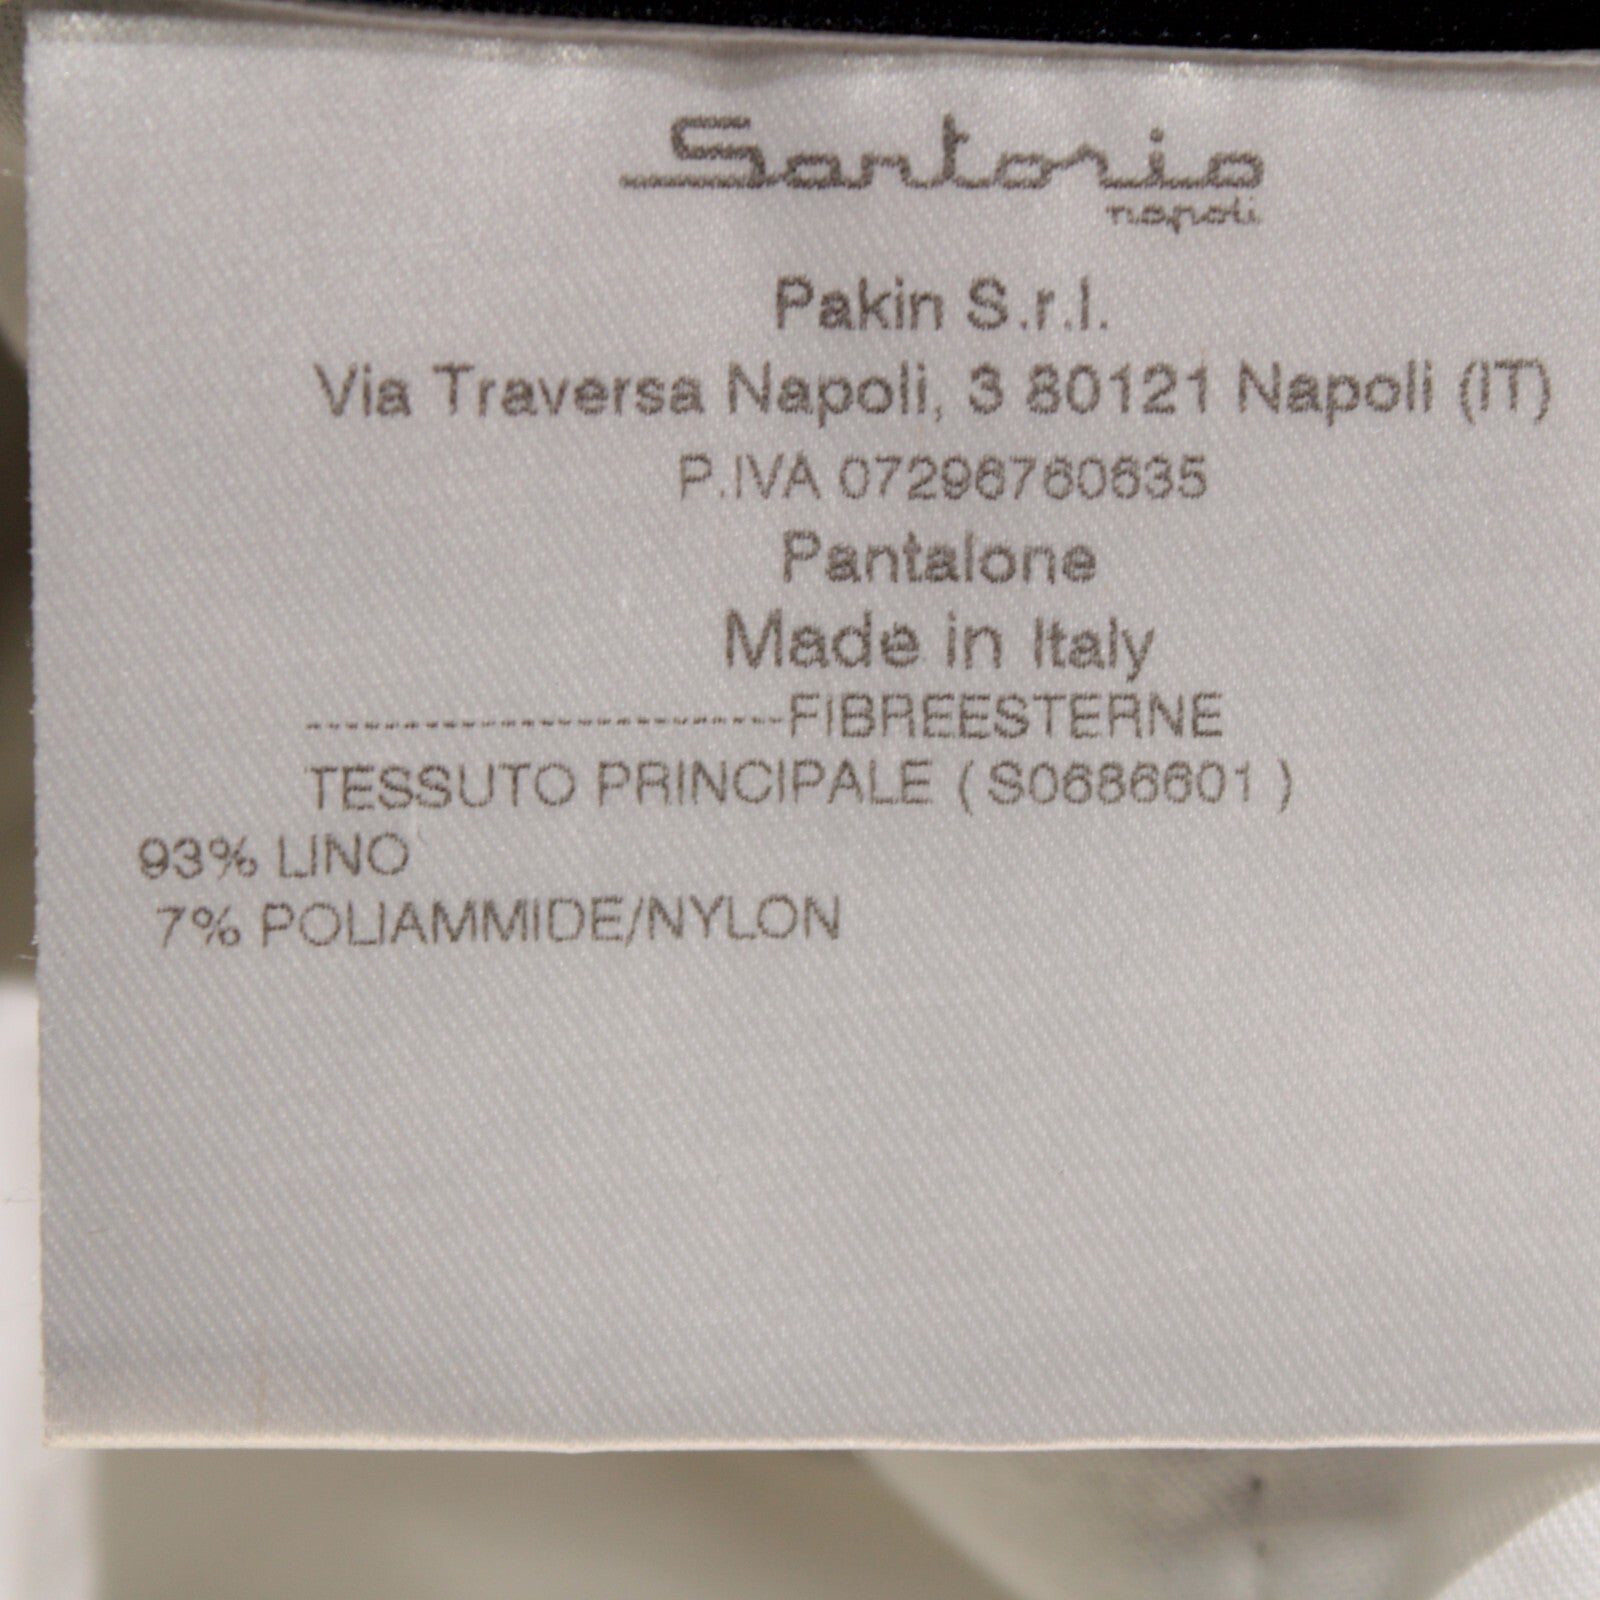 Sartorio
napoli
Pakin S.r.l.
Via Traversa Napoli, 3 80121 Napoli (IT)
P.IVA 07296760635
Pantalone
Made in Italy
-------------------------FIBREESTERNE
TESSUTO PRINCIPALE ( S0686601 )
93% LINO
7% POLIAMMIDE/NYLON